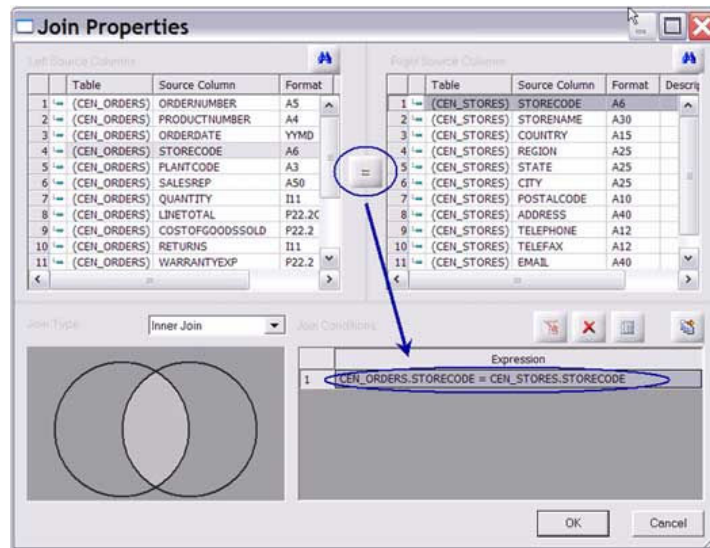 Join Properties
Left Source Columns
Right Source Columns
Table Source Column Format
1 (CEN_ORDERS) ORDERNUMBER A5
2 (CEN_ORDERS) PRODUCTNUMBER A4
3 (CEN_ORDERS) ORDERDATE YYMD
4 (CEN_ORDERS) STORECODE A6
5 (CEN_ORDERS) PLANTCODE A3
6 (CEN_ORDERS) SALESREP A50
7 (CEN_ORDERS) QUANTITY I11
8 (CEN_ORDERS) LINETOTAL P22.2C
9 (CEN_ORDERS) COSTOFGOODSSOLD P22.2
10 (CEN_ORDERS) RETURNS I11
11 (CEN_ORDERS) WARRANTYEXP P22.2
=
Table Source Column Format Descrip
1 (CEN_STORES) STORECODE A6
2 (CEN_STORES) STORENAME A30
3 (CEN_STORES) COUNTRY A15
4 (CEN_STORES) REGION A25
5 (CEN_STORES) STATE A25
6 (CEN_STORES) CITY A25
7 (CEN_STORES) POSTALCODE A10
8 (CEN_STORES) ADDRESS A40
9 (CEN_STORES) TELEPHONE A12
10 (CEN_STORES) TELEFAX A12
11 (CEN_STORES) EMAIL A40
Join Type: Inner Join
Join Conditions:
Expression
1 CEN_ORDERS.STORECODE = CEN_STORES.STORECODE
OK Cancel